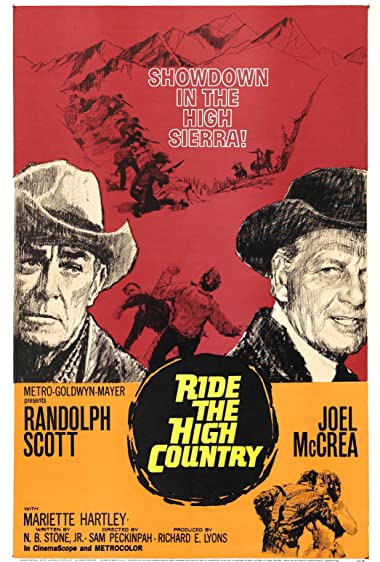 SHOWDOWN
IN THE
HIGH
SIERRA!
METRO-GOLDWYN-MAYER
presents
RANDOLPH
SCOTT
RIDE
THE
HIGH
COUNTRY
JOEL
McCREA
WITH
MARIETTE HARTLEY
WRITTEN BY DIRECTED BY PRODUCED BY
N. B. STONE, JR. · SAM PECKINPAH · RICHARD E. LYONS
In CinemaScope and METROCOLOR